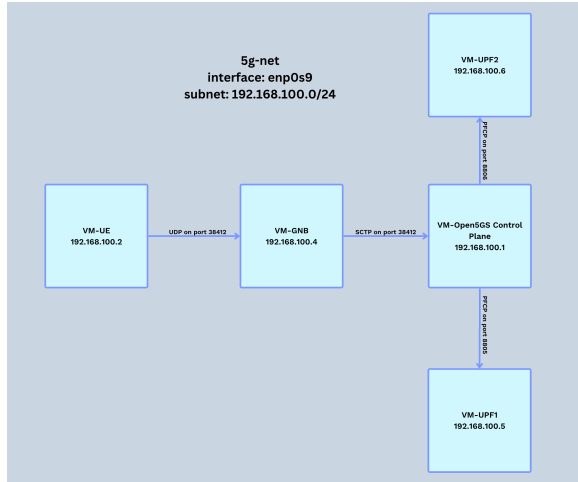 5g-net
interface: enp0s9
subnet: 192.168.100.0/24
VM-UPF2
192.168.100.6
PFCP on port 8806
VM-UE
192.168.100.2
UDP on port 38412
VM-GNB
192.168.100.4
SCTP on port 38412
VM-Open5GS Control
Plane
192.168.100.1
PFCP on port 8805
VM-UPF1
192.168.100.5